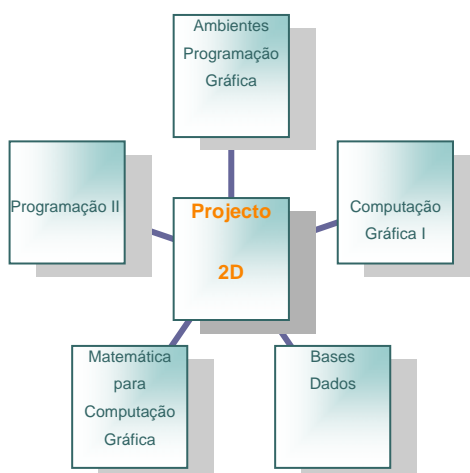 Ambientes
Programação
Gráfica
Programação II
Projecto
2D
Computação
Gráfica I
Matemática
para
Computação
Gráfica
Bases
Dados